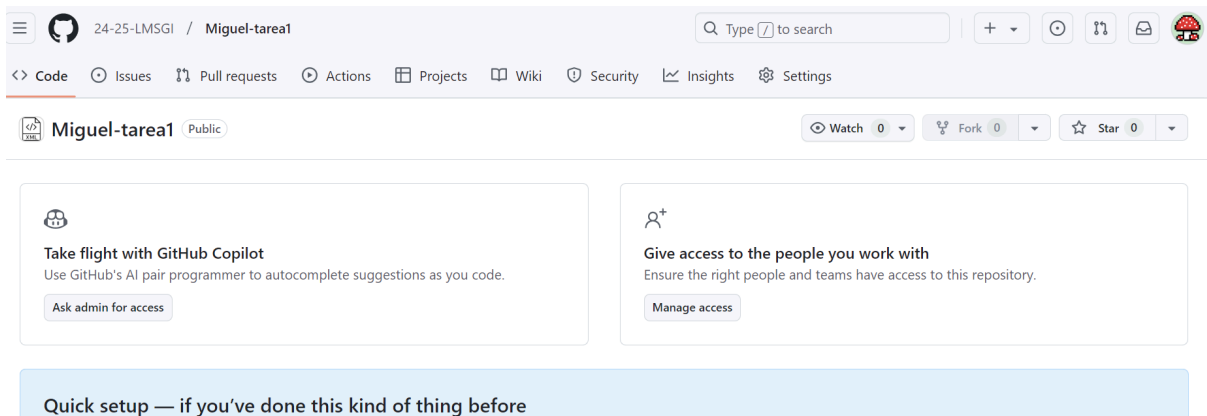 24-25-LMSGI / Miguel-tarea1 Type / to search
Code Issues Pull requests Actions Projects Wiki Security Insights Settings
XML Miguel-tarea1 Public Watch 0 Fork 0 Star 0
Take flight with GitHub Copilot
Use GitHub's AI pair programmer to autocomplete suggestions as you code.
Ask admin for access
Give access to the people you work with
Ensure the right people and teams have access to this repository.
Manage access
Quick setup — if you've done this kind of thing before